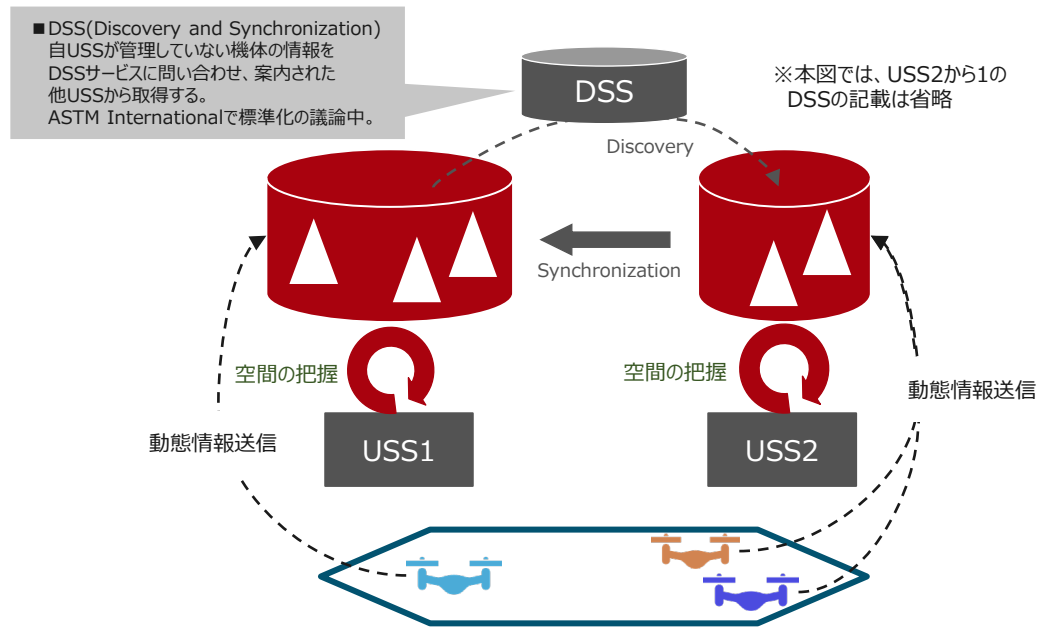 ■DSS(Discovery and Synchronization)
自USSが管理していない機体の情報を
DSSサービスに問い合わせ、案内された
他USSから取得する。
ASTM Internationalで標準化の議論中。
DSS
※本図では、USS2から1の
DSSの記載は省略
Discovery
Synchronization
空間の把握
空間の把握
動態情報送信
動態情報送信
USS1
USS2